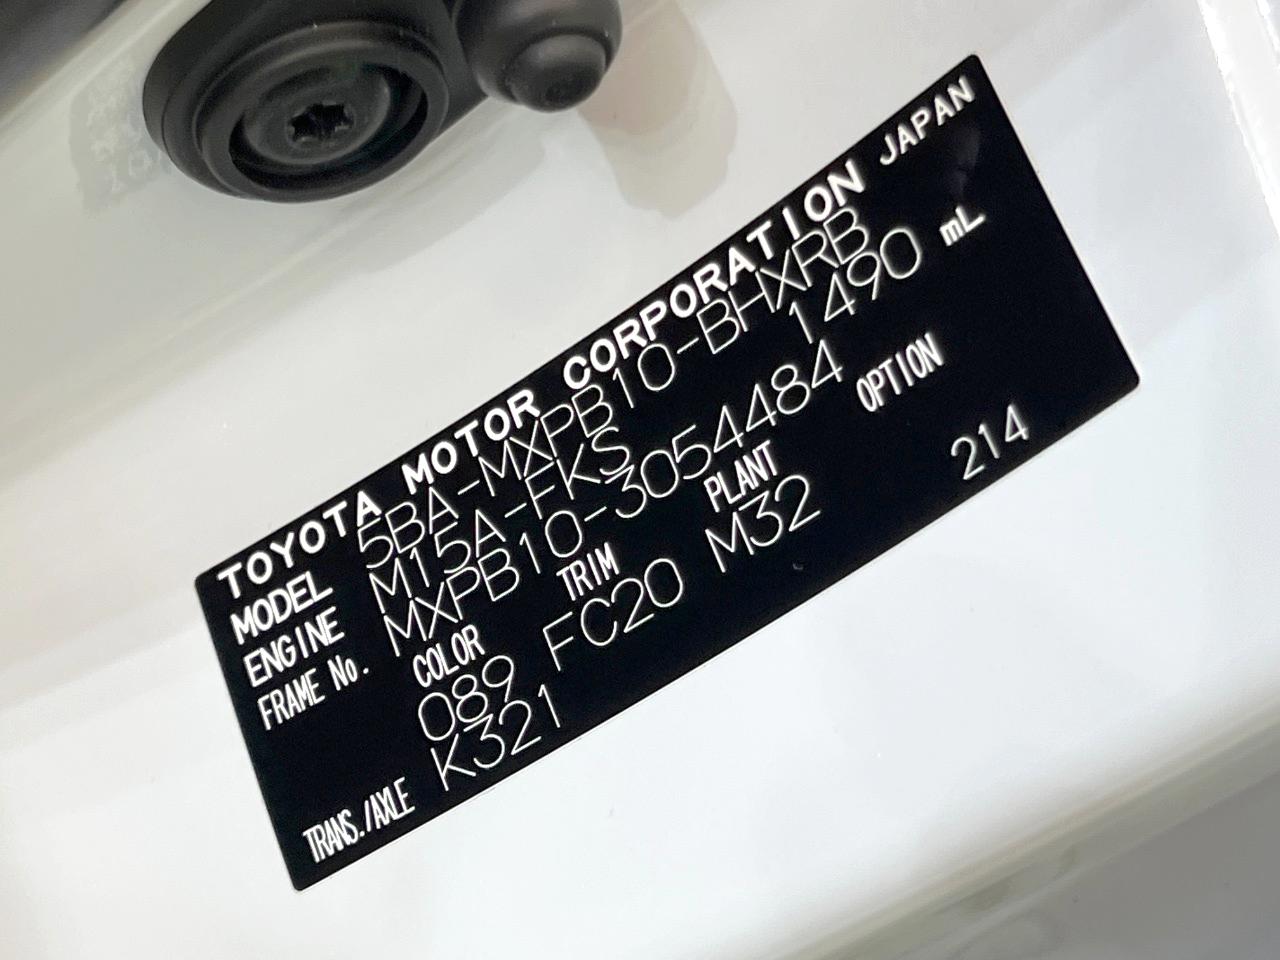 TOYOTA MOTOR CORPORATION JAPAN
MODEL 5BA-MXPB10-BHXRB
ENGINE M15A-FKS 1490 mL
FRAME No. MXPB10-3054484
COLOR TRIM PLANT OPTION
089 FC20 M32 214
TRANS./AXLE K321